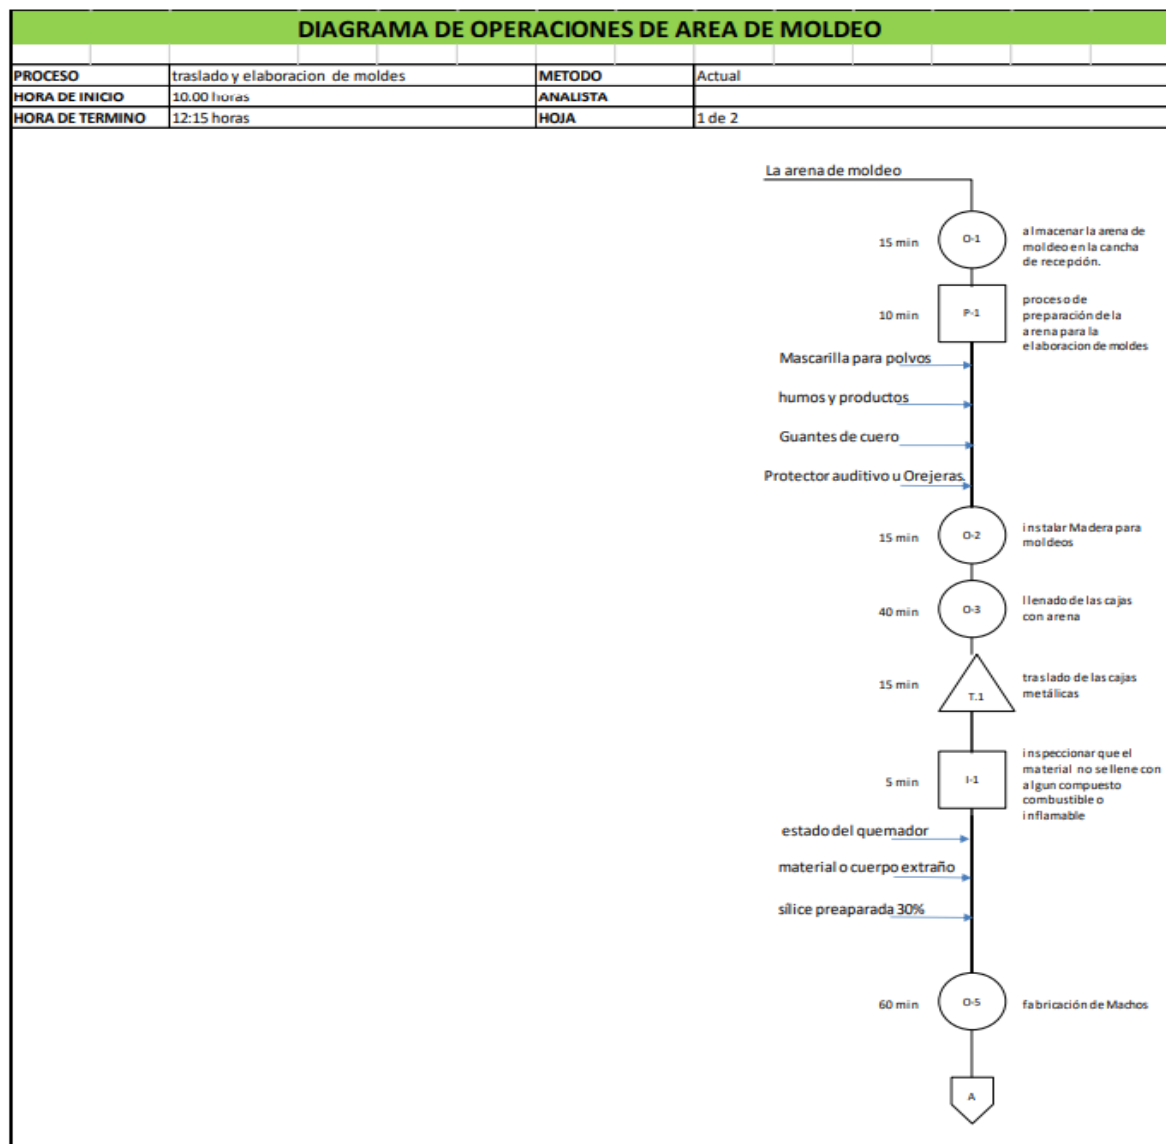 DIAGRAMA DE OPERACIONES DE AREA DE MOLDEO
PROCESO traslado y elaboracion de moldes METODO Actual
HORA DE INICIO 10.00 horas ANALISTA
HORA DE TERMINO 12:15 horas HOJA 1 de 2
La arena de moldeo
15 min
O-1
almacenar la arena de
moldeo en la cancha
de recepción.
10 min
P-1
proceso de
preparación de la
arena para la
elaboracion de moldes
Mascarilla para polvos
humos y productos
Guantes de cuero
Protector auditivo u Orejeras.
15 min
O-2
instalar Madera para
moldeos
40 min
O-3
llenado de las cajas
con arena
15 min
T.1
traslado de las cajas
metálicas
5 min
I-1
inspeccionar que el
material no se llene con
algun compuesto
combustible o
inflamable
estado del quemador
material o cuerpo extraño
sílice preaparada 30%
60 min
O-5
fabricación de Machos
A